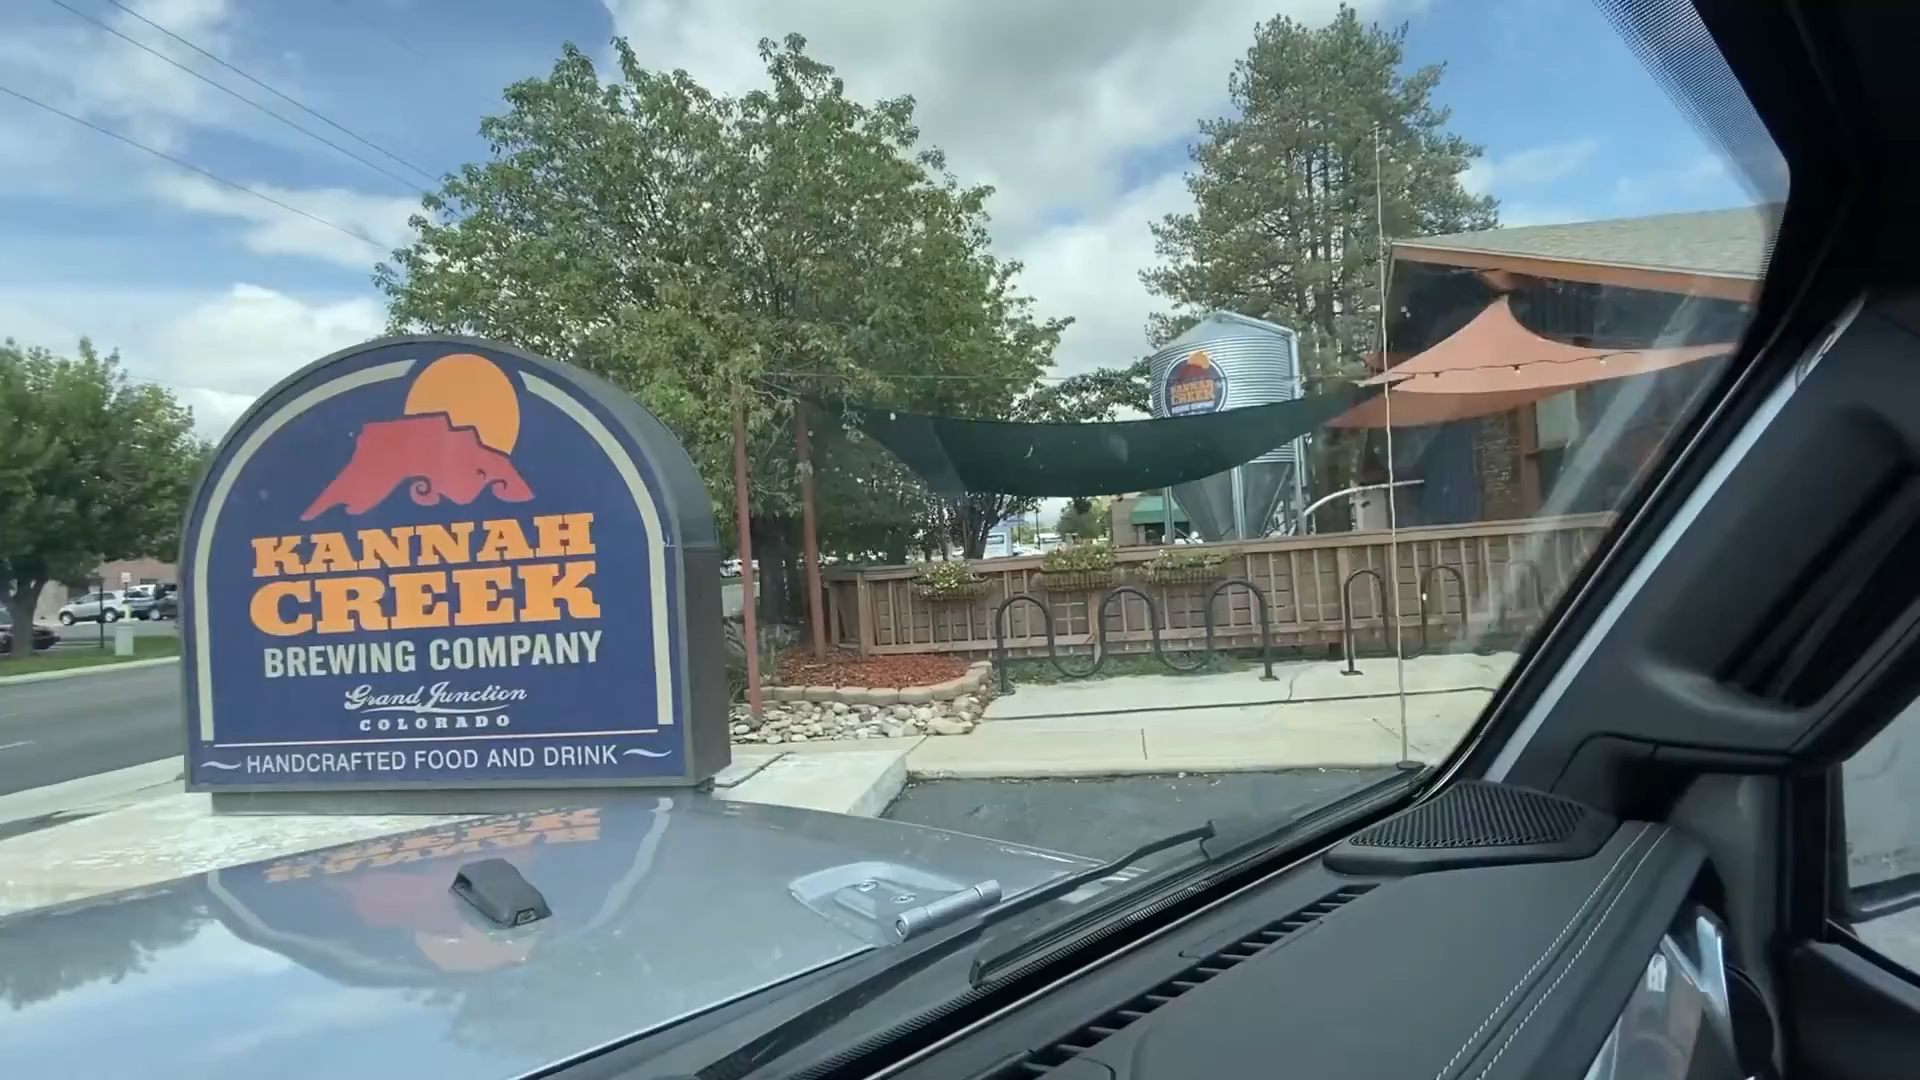 KANNAH
CREEK
BREWING COMPANY
Grand Junction
COLORADO
HANDCRAFTED FOOD AND DRINK
KANNAH
CREEK